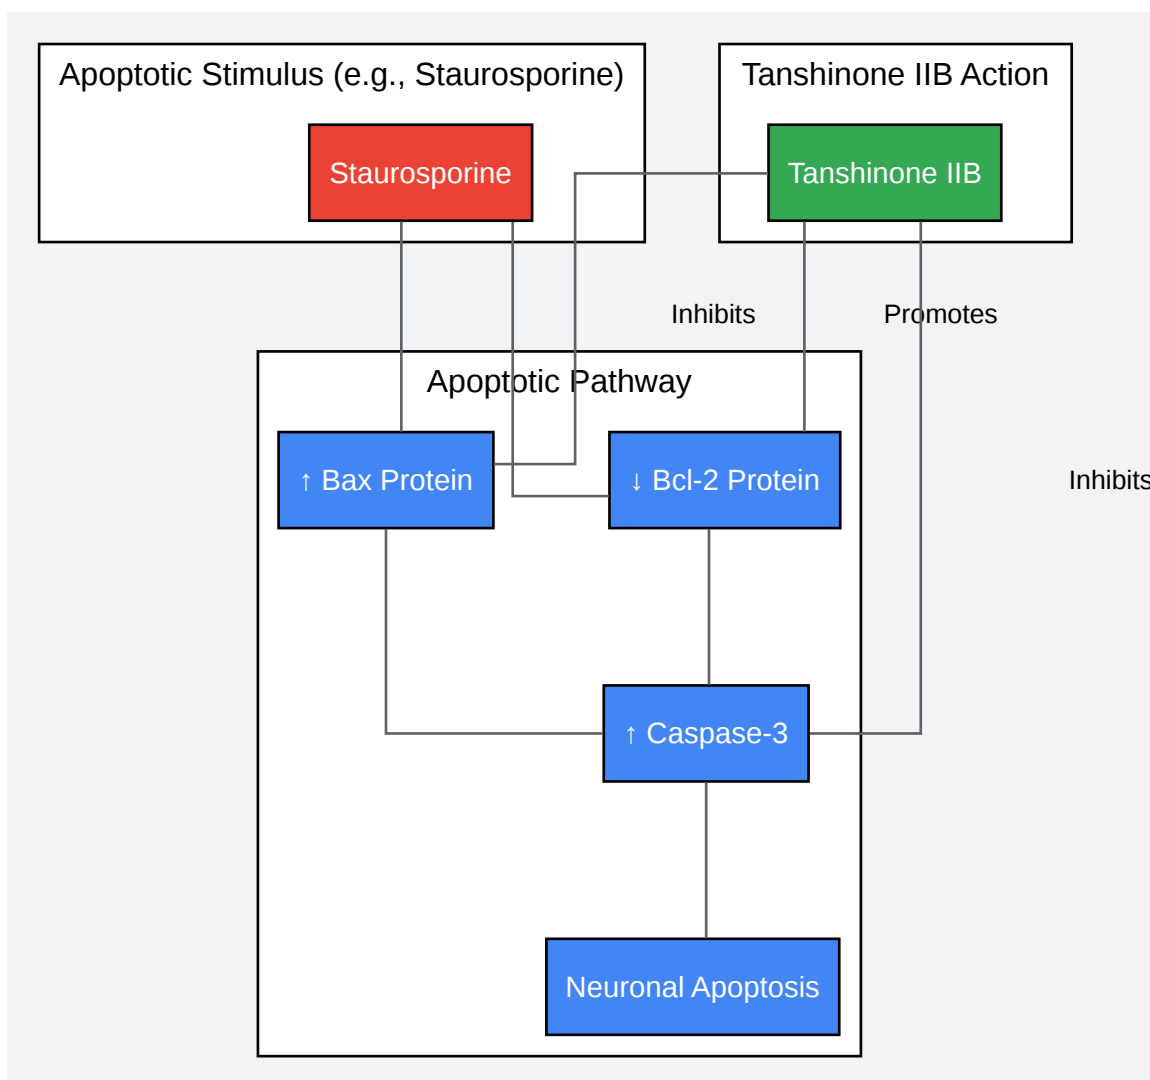 Apoptotic Stimulus (e.g., Staurosporine)
Tanshinone IIB Action
Staurosporine
Tanshinone IIB
Inhibits
Promotes
Apoptotic Pathway
↑ Bax Protein
↓ Bcl-2 Protein
Inhibits
↑ Caspase-3
Neuronal Apoptosis